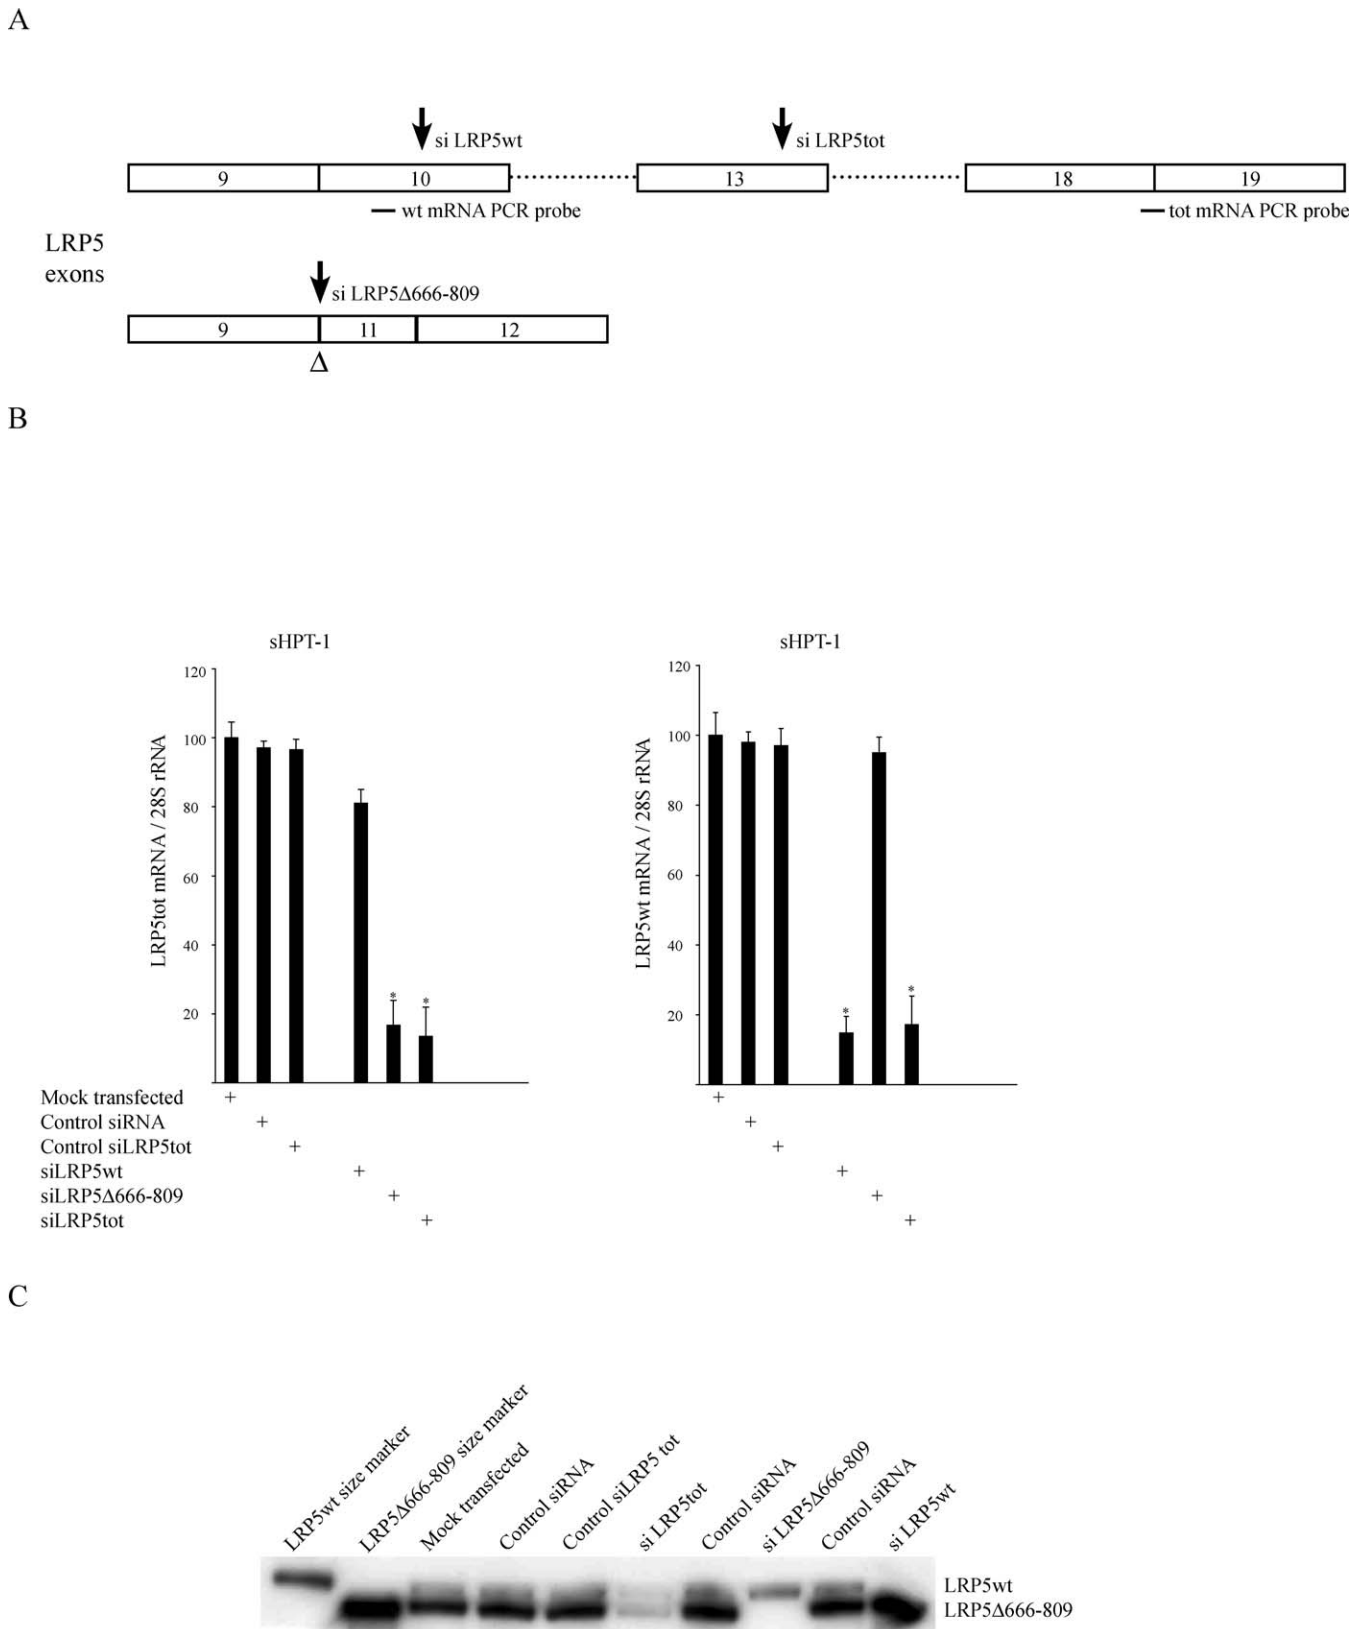 A
si LRP5wt
si LRP5tot
9 10 13 18 19
wt mRNA PCR probe
tot mRNA PCR probe
LRP5
exons
si LRP5Δ666-809
9 11 12
Δ
B
sHPT-1
LRP5tot mRNA / 28S rRNA
120
100
80
60
40
20
* *
sHPT-1
LRP5wt mRNA / 28S rRNA
120
100
80
60
40
20
* *
Mock transfected + +
Control siRNA + +
Control siLRP5tot + +
siLRP5wt + +
siLRP5Δ666-809 + +
siLRP5tot + +
C
LRP5wt size marker
LRP5Δ666-809 size marker
Mock transfected
Control siRNA
Control siLRP5 tot
si LRP5tot
Control siRNA
si LRP5Δ666-809
Control siRNA
si LRP5wt
LRP5wt
LRP5Δ666-809